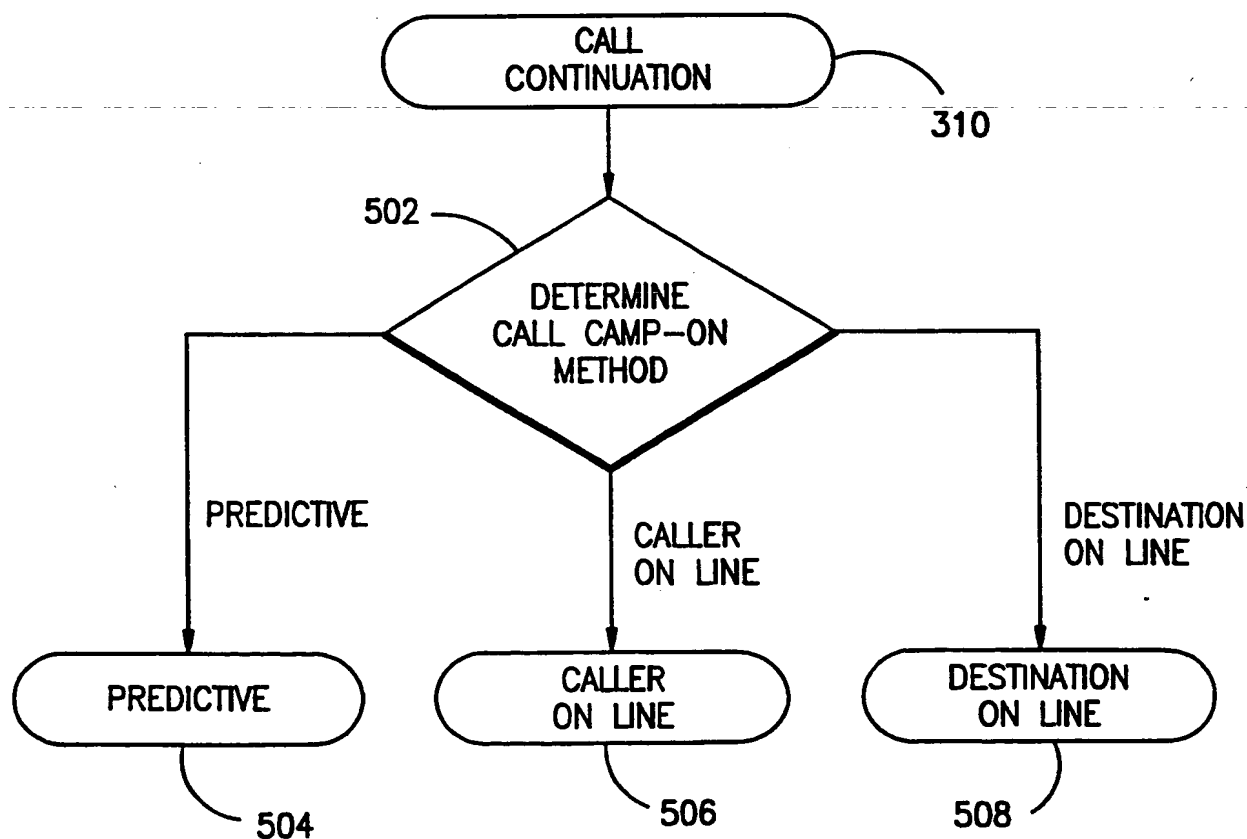 CALL
CONTINUATION
310
502
DETERMINE
CALL CAMP-ON
METHOD
PREDICTIVE
CALLER
ON LINE
DESTINATION
ON LINE
PREDICTIVE
CALLER
ON LINE
DESTINATION
ON LINE
504
506
508